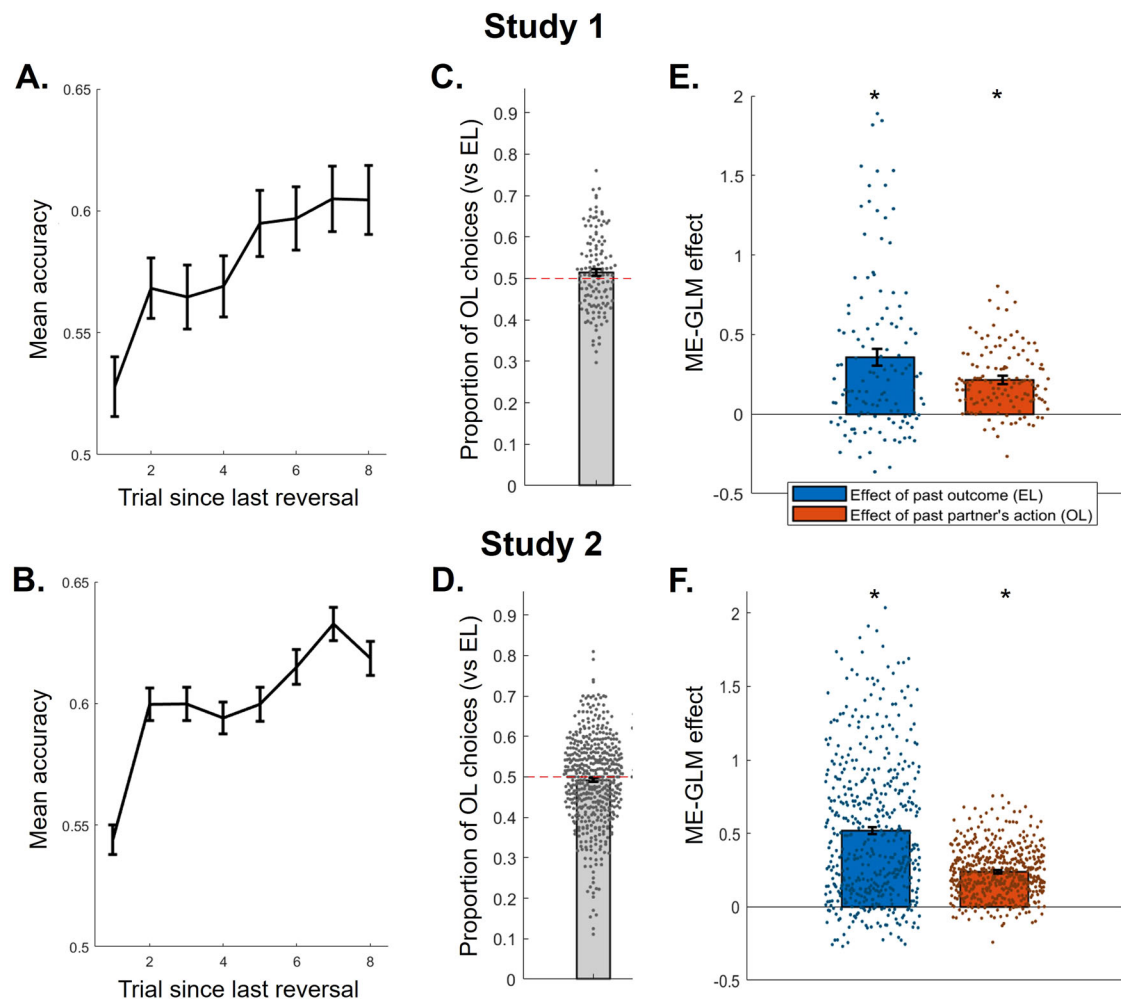 Study 1
A.
0.65
0.6
0.55
0.5
Mean accuracy
2 4 6 8
Trial since last reversal
C.
0.9
0.8
0.7
0.6
0.5
0.4
0.3
0.2
0.1
0
Proportion of OL choices (vs EL)
E.
* *
2
1.5
1
0.5
0
-0.5
ME-GLM effect
Effect of past outcome (EL)
Effect of past partner's action (OL)
Study 2
B.
0.65
0.6
0.55
0.5
Mean accuracy
2 4 6 8
Trial since last reversal
D.
0.9
0.8
0.7
0.6
0.5
0.4
0.3
0.2
0.1
0
Proportion of OL choices (vs EL)
F.
* *
2
1.5
1
0.5
0
-0.5
ME-GLM effect